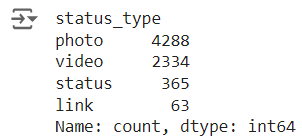 status_type
photo 4288
video 2334
status 365
link 63
Name: count, dtype: int64